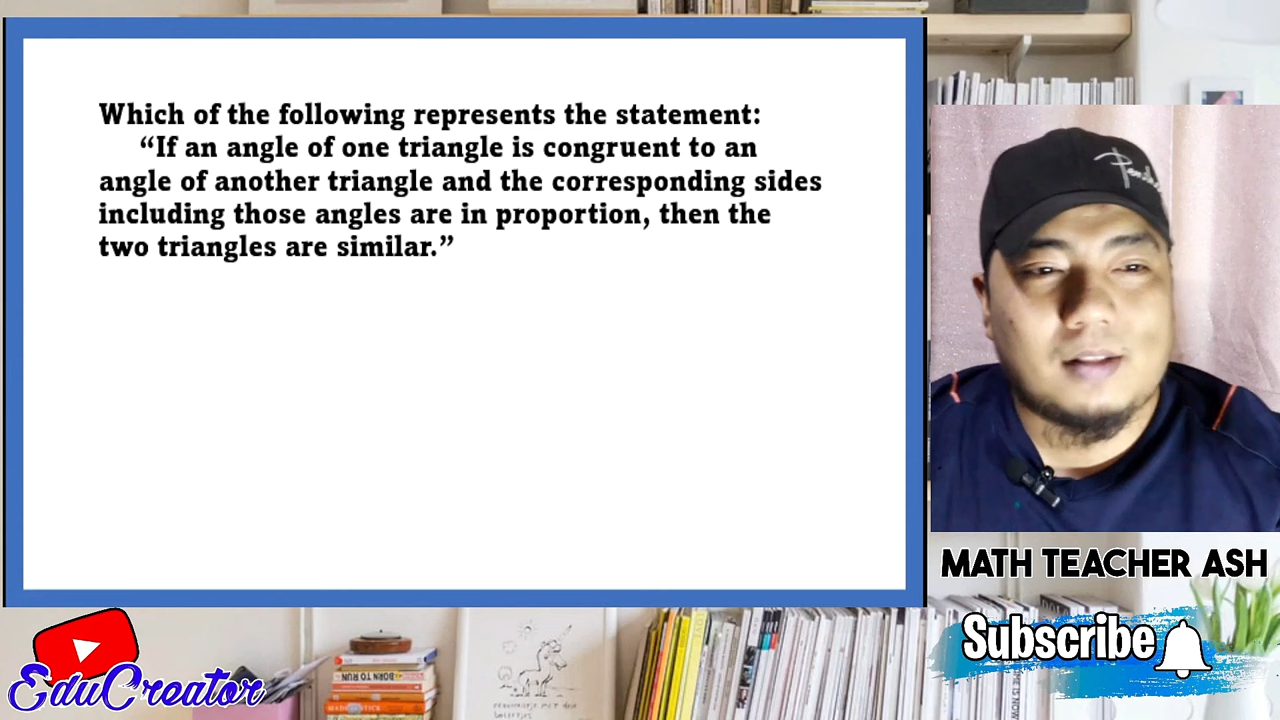 Which of the following represents the statement:
“If an angle of one triangle is congruent to an
angle of another triangle and the corresponding sides
including those angles are in proportion, then the
two triangles are similar.”
MATH TEACHER ASH
Subscribe
EduCreator
BORN TO RUN